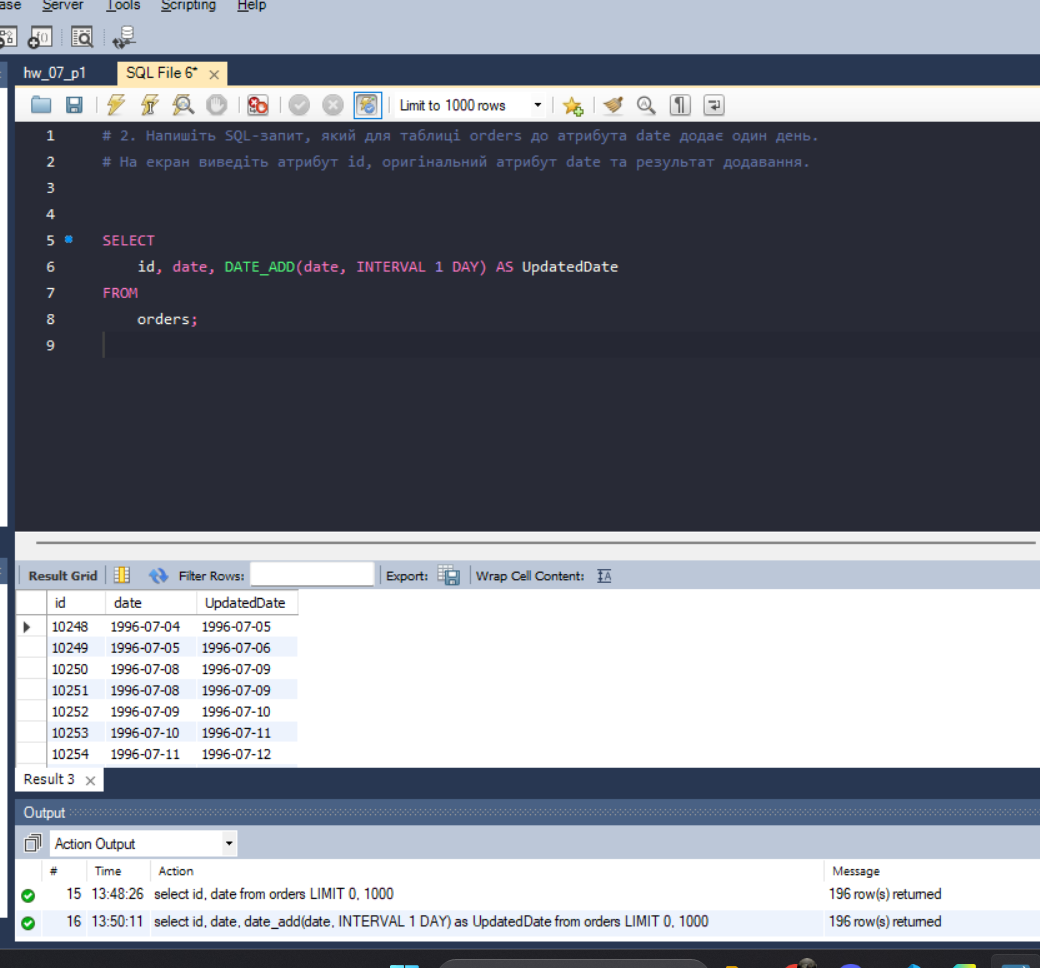 ase Server Tools Scripting Help
hw_07_p1 SQL File 6*
Limit to 1000 rows
1 # 2. Напишіть SQL-запит, який для таблиці orders до атрибута date додає один день.
2 # На екран виведіть атрибут id, оригінальний атрибут date та результат додавання.
3
4
5 SELECT
6 id, date, DATE_ADD(date, INTERVAL 1 DAY) AS UpdatedDate
7 FROM
8 orders;
9
Result Grid Filter Rows: Export: Wrap Cell Content:
id date UpdatedDate
10248 1996-07-04 1996-07-05
10249 1996-07-05 1996-07-06
10250 1996-07-08 1996-07-09
10251 1996-07-08 1996-07-09
10252 1996-07-09 1996-07-10
10253 1996-07-10 1996-07-11
10254 1996-07-11 1996-07-12
Result 3
Output
Action Output
# Time Action Message
15 13:48:26 select id, date from orders LIMIT 0, 1000 196 row(s) returned
16 13:50:11 select id, date, date_add(date, INTERVAL 1 DAY) as UpdatedDate from orders LIMIT 0, 1000 196 row(s) returned